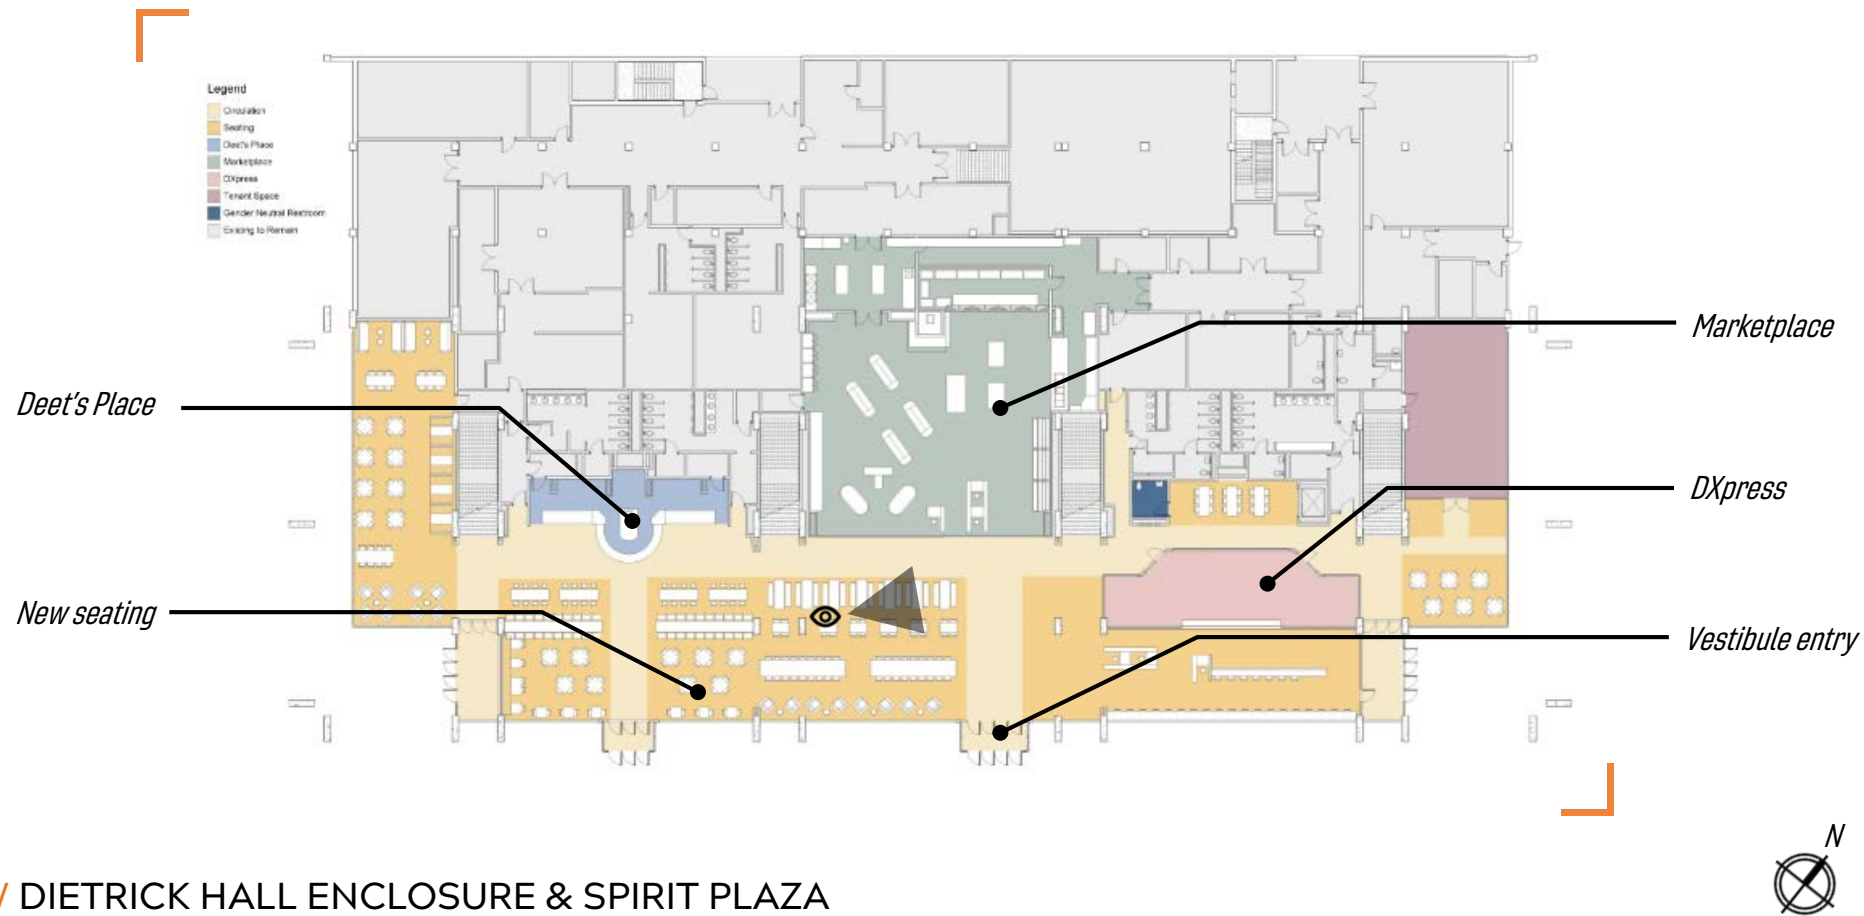 Legend
Circulation
Seating
Deet's Place
Marketplace
DXpress
Tenant Space
Gender Neutral Restroom
Existing to Remain
Marketplace
Deet's Place
DXpress
New seating
Vestibule entry
N
/ DIETRICK HALL ENCLOSURE & SPIRIT PLAZA